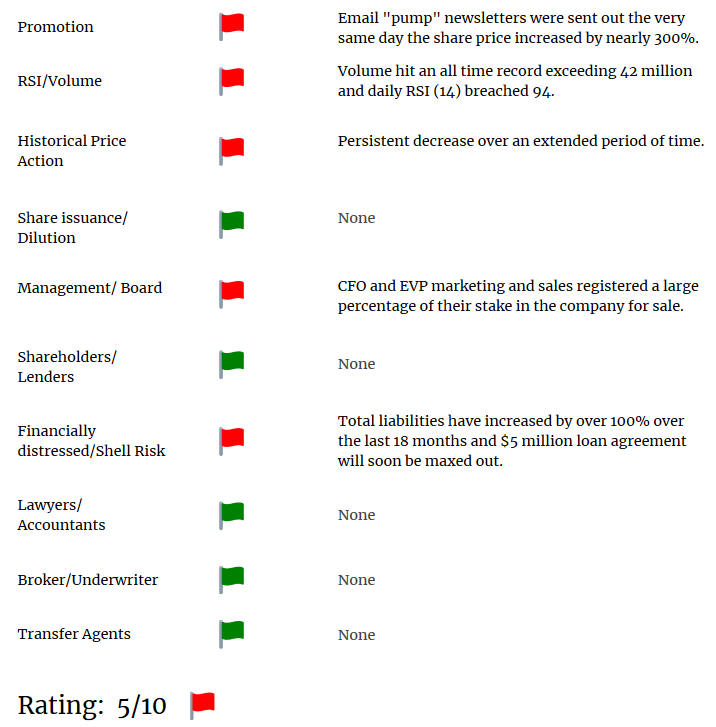 Promotion
Email "pump" newsletters were sent out the very
same day the share price increased by nearly 300%.
RSI/Volume
Volume hit an all time record exceeding 42 million
and daily RSI (14) breached 94.
Historical Price
Action
Persistent decrease over an extended period of time.
Share issuance/
Dilution
None
Management/ Board
CFO and EVP marketing and sales registered a large
percentage of their stake in the company for sale.
Shareholders/
Lenders
None
Financially
distressed/Shell Risk
Total liabilities have increased by over 100% over
the last 18 months and $5 million loan agreement
will soon be maxed out.
Lawyers/
Accountants
None
Broker/Underwriter
None
Transfer Agents
None
Rating: 5/10